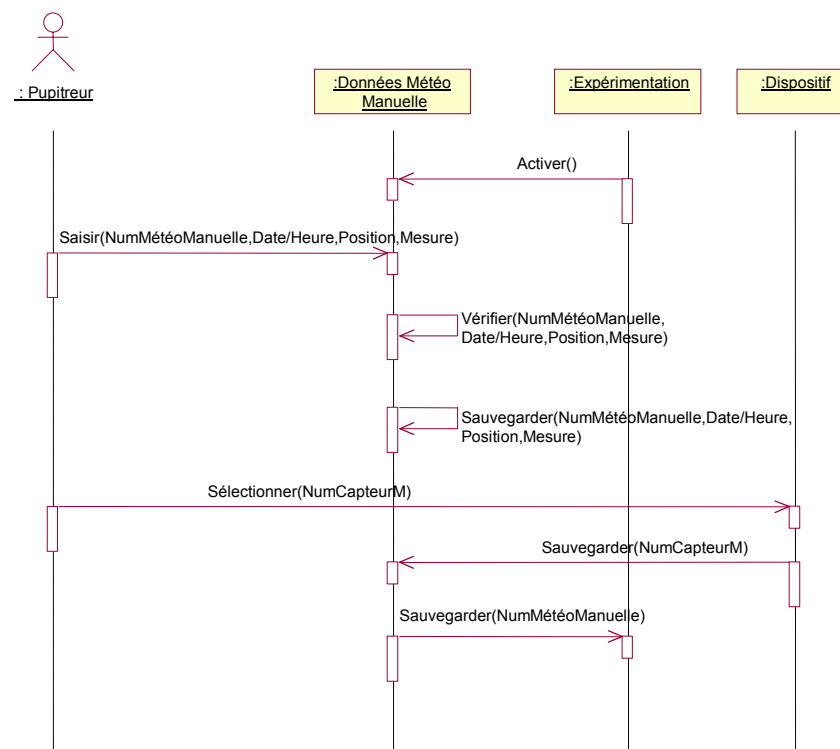 : Pupitreur
:Données Météo
Manuelle
:Expérimentation
:Dispositif
Activer()
Saisir(NumMétéoManuelle,Date/Heure,Position,Mesure)
Vérifier(NumMétéoManuelle,
Date/Heure,Position,Mesure)
Sauvegarder(NumMétéoManuelle,Date/Heure,
Position,Mesure)
Sélectionner(NumCapteurM)
Sauvegarder(NumCapteurM)
Sauvegarder(NumMétéoManuelle)